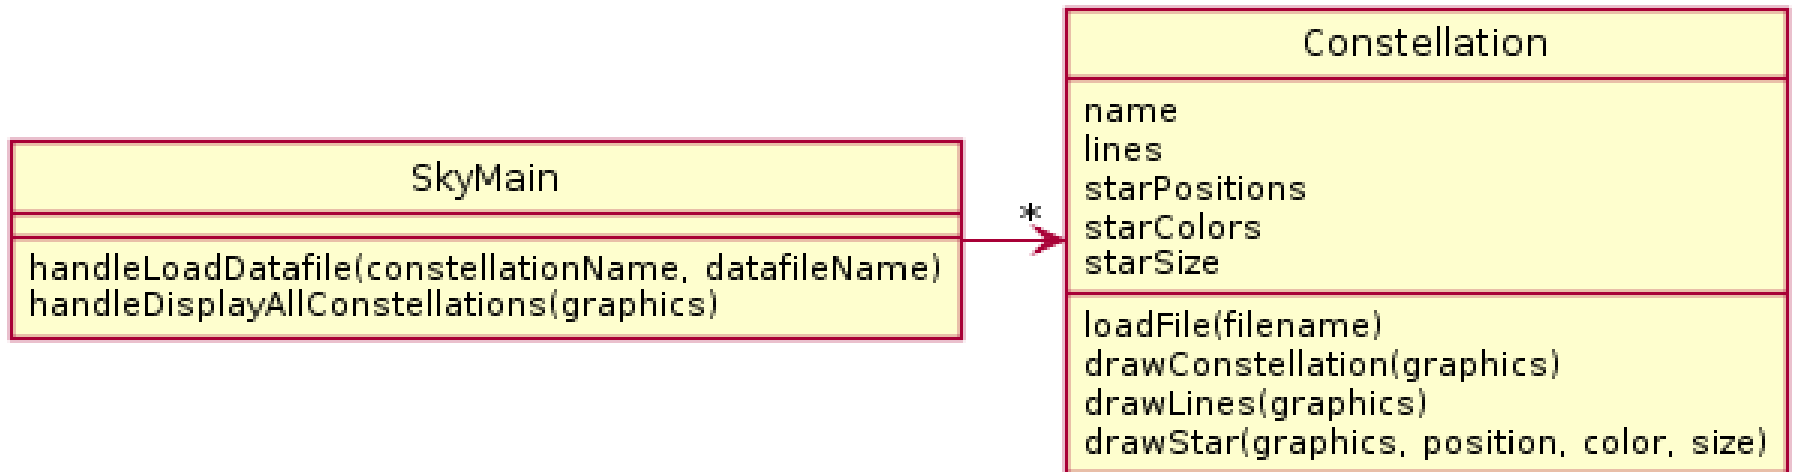 SkyMain
handleLoadDatafile(constellationName, datafileName)
handleDisplayAllConstellations(graphics)
*
Constellation
name
lines
starPositions
starColors
starSize
loadFile(filename)
drawConstellation(graphics)
drawLines(graphics)
drawStar(graphics, position, color, size)